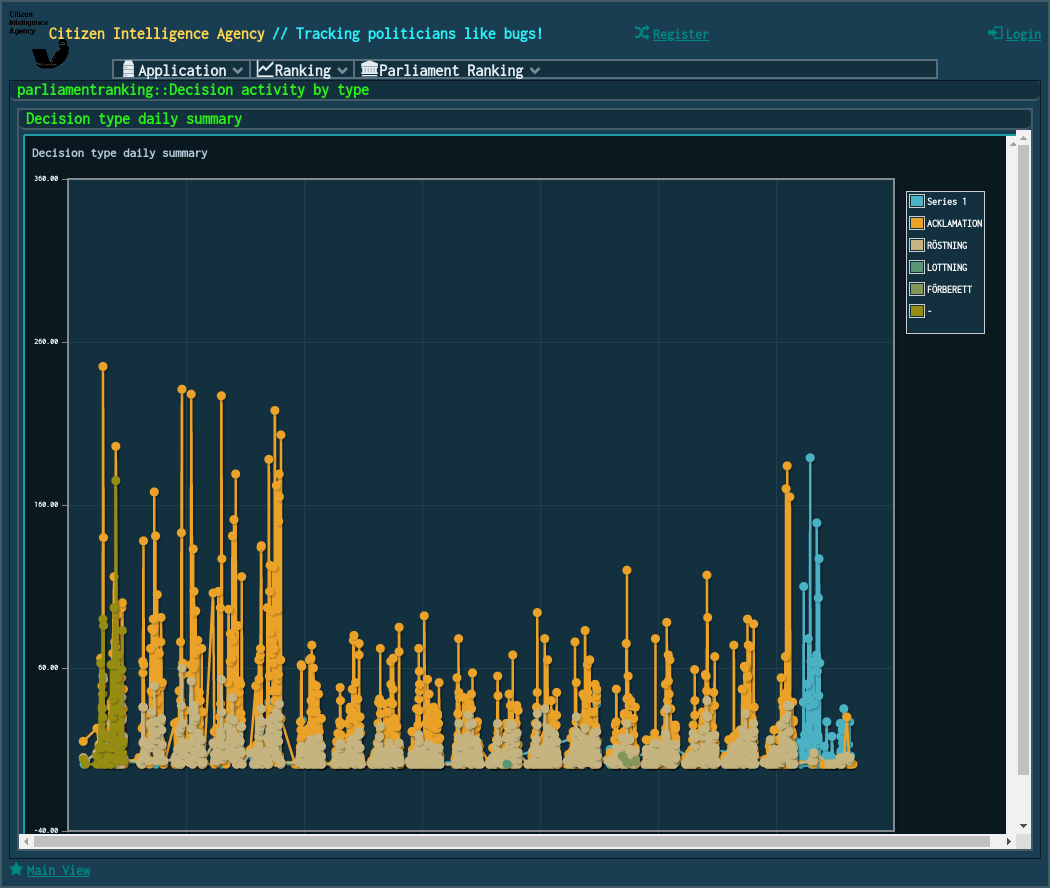 Citizen
Intelligence
Agency
Citizen Intelligence Agency // Tracking politicians like bugs!
Register
Login
Application
Ranking
Parliament Ranking
parliamentranking::Decision activity by type
Decision type daily summary
Decision type daily summary
360.00
260.00
160.00
60.00
-40.00
Series 1
ACKLAMATION
RÖSTNING
LOTTNING
FÖRBERETT
-
Main View